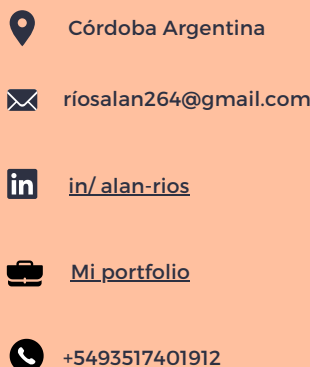 Córdoba Argentina
ríosalan264@gmail.com
in/ alan-rios
Mi portfolio
+5493517401912